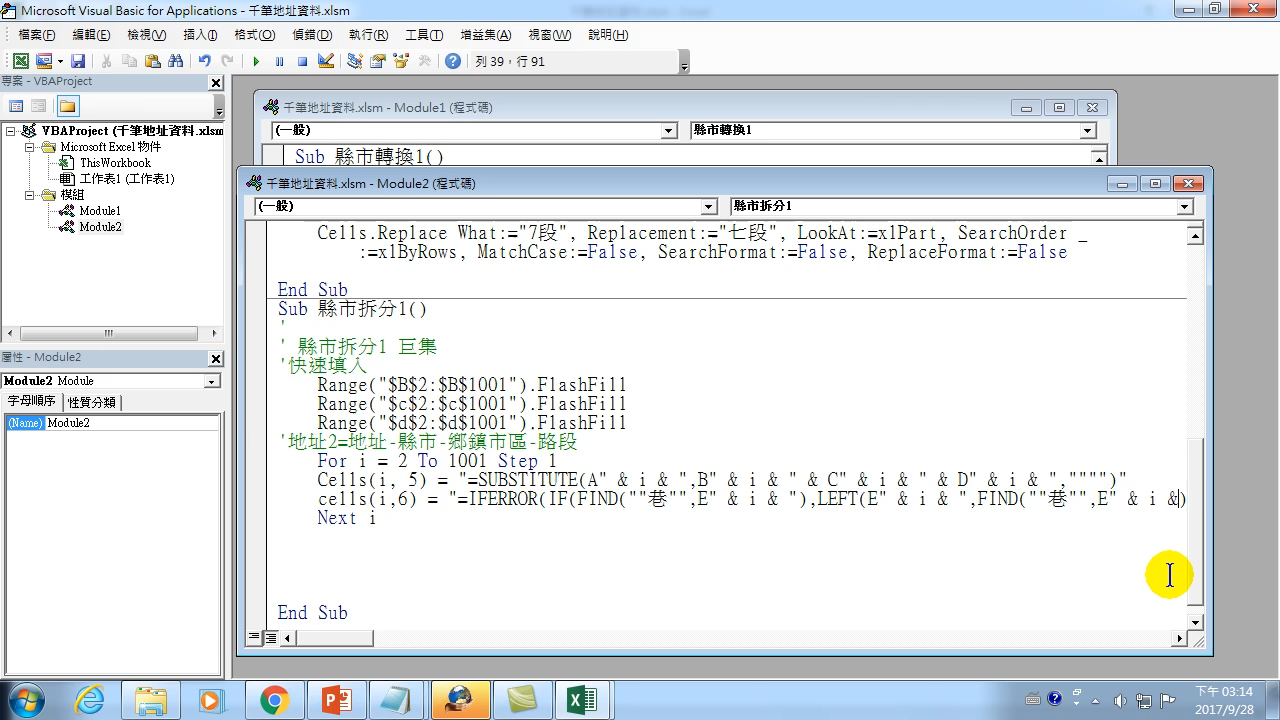 Microsoft Visual Basic for Applications - 千筆地址資料.xlsm
檔案(F) 編輯(E) 檢視(V) 插入(I) 格式(O) 偵錯(D) 執行(R) 工具(T) 增益集(A) 視窗(W) 說明(H)
列 39，行 91
專案 - VBAProject
VBAProject (千筆地址資料.xlsm
Microsoft Excel 物件
ThisWorkbook
工作表1 (工作表1)
模組
Module1
Module2
屬性 - Module2
Module2 Module
字母順序 性質分類
(Name) Module2
千筆地址資料.xlsm - Module1 (程式碼)
(一般) 縣市轉換1
Sub 縣市轉換1()
千筆地址資料.xlsm - Module2 (程式碼)
(一般) 縣市拆分1
Cells.Replace What:="7段", Replacement:="七段", LookAt:=xlPart, SearchOrder _
:=xlByRows, MatchCase:=False, SearchFormat:=False, ReplaceFormat:=False
End Sub
Sub 縣市拆分1()
'
' 縣市拆分1 巨集
'快速填入
Range("$B$2:$B$1001").FlashFill
Range("$c$2:$c$1001").FlashFill
Range("$d$2:$d$1001").FlashFill
'地址2=地址-縣市-鄉鎮市區-路段
For i = 2 To 1001 Step 1
Cells(i, 5) = "=SUBSTITUTE(A" & i & ",B" & i & " & C" & i & " & D" & i & ","""")"
cells(i,6) = "=IFERROR(IF(FIND(""巷"",E" & i & "),LEFT(E" & i & ",FIND(""巷"",E" & i &)
Next i
End Sub
下午 03:14
2017/9/28